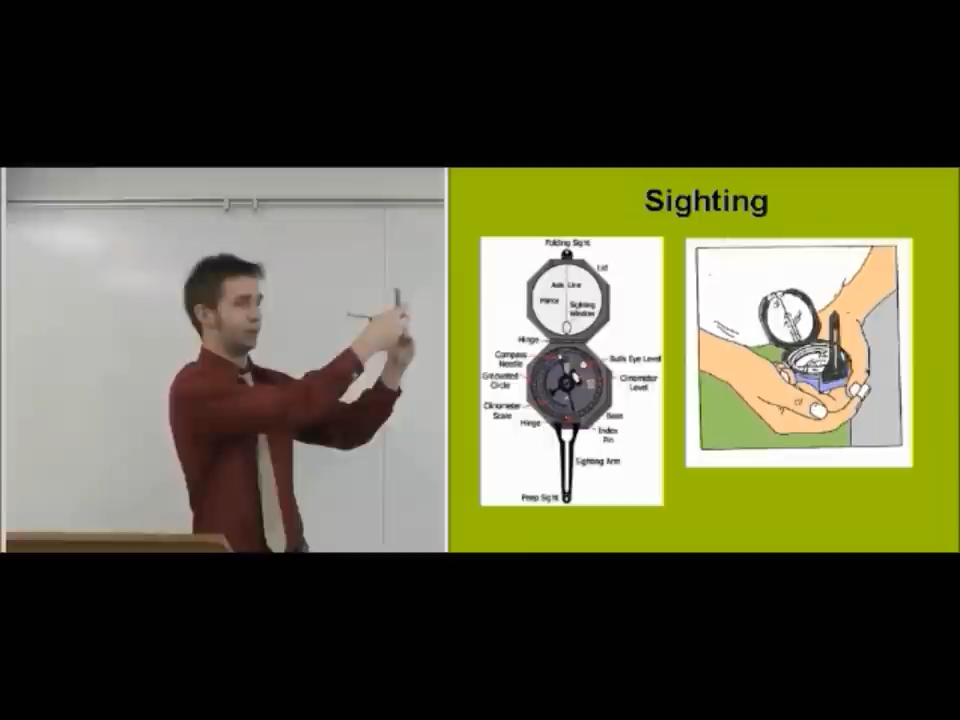 Sighting
Folding Sight
Lid
Axis Line
Mirror
Sighting
Window
Hinge
Compass
Needle
Bulls Eye Level
Graduated
Circle
Clinometer
Level
Clinometer
Scale
Base
Hinge
Index
Pin
Sighting Arm
Peep Sight